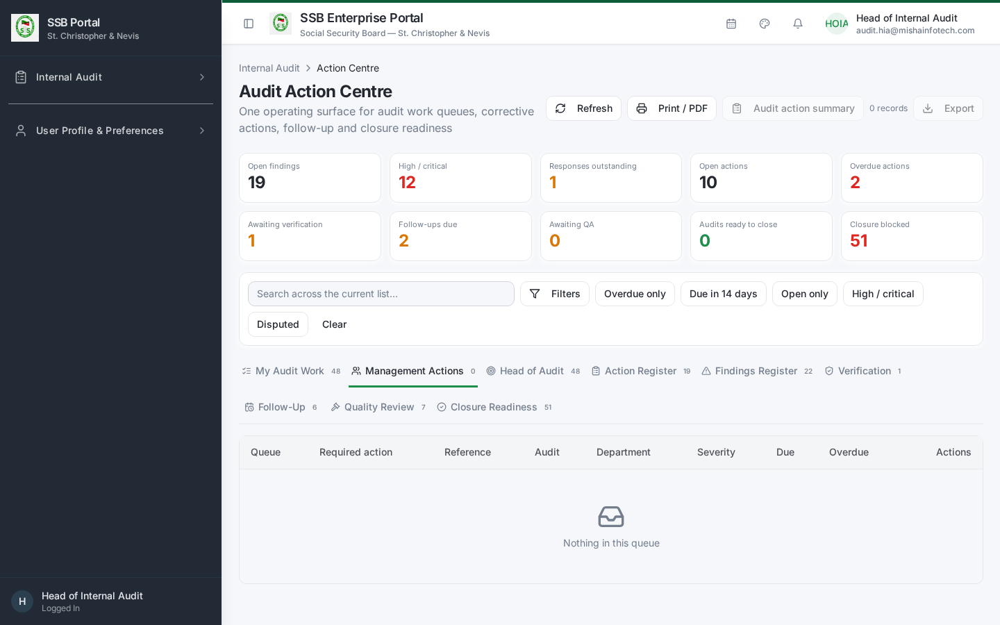 SSB Portal
St. Christopher & Nevis
Internal Audit
User Profile & Preferences
H
Head of Internal Audit
Logged In
SSB Enterprise Portal
Social Security Board — St. Christopher & Nevis
HOIA
Head of Internal Audit
audit.hia@mishainfotech.com
Internal Audit > Action Centre
Audit Action Centre
One operating surface for audit work queues, corrective
actions, follow-up and closure readiness
Refresh
Print / PDF
Audit action summary
0 records
Export
Open findings
19
High / critical
12
Responses outstanding
1
Open actions
10
Overdue actions
2
Awaiting verification
1
Follow-ups due
2
Awaiting QA
0
Audits ready to close
0
Closure blocked
51
Search across the current list...
Filters
Overdue only
Due in 14 days
Open only
High / critical
Disputed
Clear
My Audit Work 48
Management Actions 0
Head of Audit 48
Action Register 19
Findings Register 22
Verification 1
Follow-Up 6
Quality Review 7
Closure Readiness 51
Queue Required action Reference Audit Department Severity Due Overdue Actions
Nothing in this queue